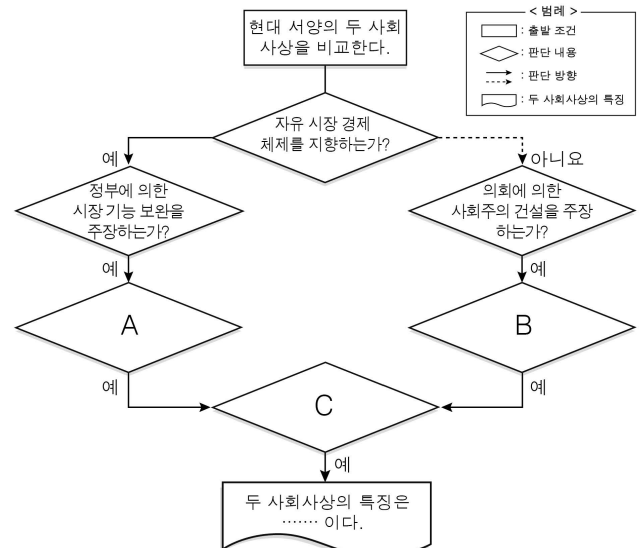 현대 서양의 두 사회
사상을 비교한다.
< 범례 >
: 출발 조건
: 판단 내용
: 판단 방향
: 두 사회사상의 특징
자유 시장 경제
체제를 지향하는가?
예
아니요
정부에 의한
시장 기능 보완을
주장하는가?
의회에 의한
사회주의 건설을 주장
하는가?
예
예
A
B
예
예
C
예
두 사회사상의 특징은
······· 이다.